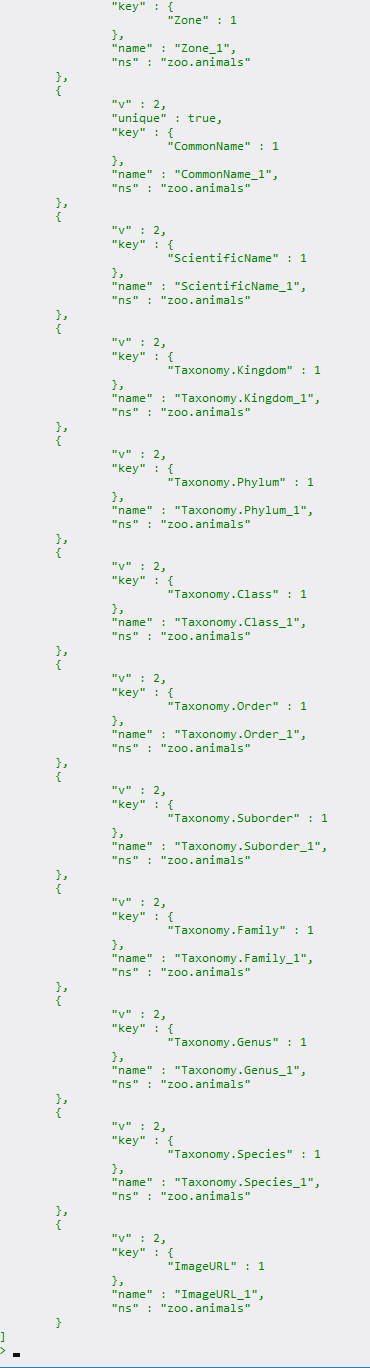 "key" : {
"Zone" : 1
},
"name" : "Zone_1",
"ns" : "zoo.animals"
},
{
"v" : 2,
"unique" : true,
"key" : {
"CommonName" : 1
},
"name" : "CommonName_1",
"ns" : "zoo.animals"
},
{
"v" : 2,
"key" : {
"ScientificName" : 1
},
"name" : "ScientificName_1",
"ns" : "zoo.animals"
},
{
"v" : 2,
"key" : {
"Taxonomy.Kingdom" : 1
},
"name" : "Taxonomy.Kingdom_1",
"ns" : "zoo.animals"
},
{
"v" : 2,
"key" : {
"Taxonomy.Phylum" : 1
},
"name" : "Taxonomy.Phylum_1",
"ns" : "zoo.animals"
},
{
"v" : 2,
"key" : {
"Taxonomy.Class" : 1
},
"name" : "Taxonomy.Class_1",
"ns" : "zoo.animals"
},
{
"v" : 2,
"key" : {
"Taxonomy.Order" : 1
},
"name" : "Taxonomy.Order_1",
"ns" : "zoo.animals"
},
{
"v" : 2,
"key" : {
"Taxonomy.Suborder" : 1
},
"name" : "Taxonomy.Suborder_1",
"ns" : "zoo.animals"
},
{
"v" : 2,
"key" : {
"Taxonomy.Family" : 1
},
"name" : "Taxonomy.Family_1",
"ns" : "zoo.animals"
},
{
"v" : 2,
"key" : {
"Taxonomy.Genus" : 1
},
"name" : "Taxonomy.Genus_1",
"ns" : "zoo.animals"
},
{
"v" : 2,
"key" : {
"Taxonomy.Species" : 1
},
"name" : "Taxonomy.Species_1",
"ns" : "zoo.animals"
},
{
"v" : 2,
"key" : {
"ImageURL" : 1
},
"name" : "ImageURL_1",
"ns" : "zoo.animals"
}
]
>